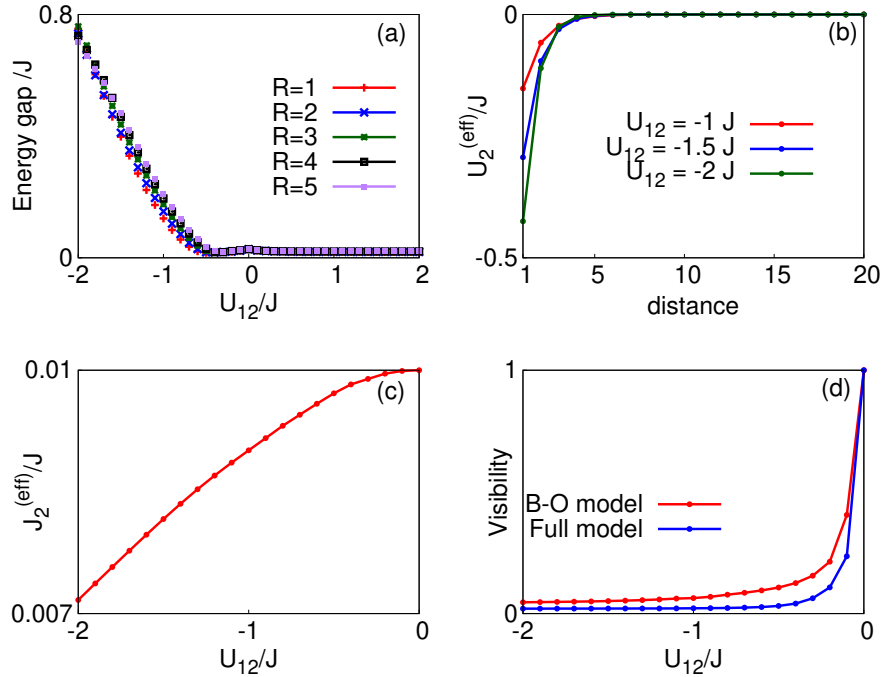 (a)
0.8
Energy gap /J
0
R=1
R=2
R=3
R=4
R=5
-2 -1 0 1 2
U12/J
(b)
0
U2(eff)/J
-0.5
U12 = -1 J
U12 = -1.5 J
U12 = -2 J
1 5 10 15 20
distance
(c)
0.01
J2(eff)/J
0.007
-2 -1 0
U12/J
(d)
1
Visibility
0
B-O model
Full model
-2 -1 0
U12/J